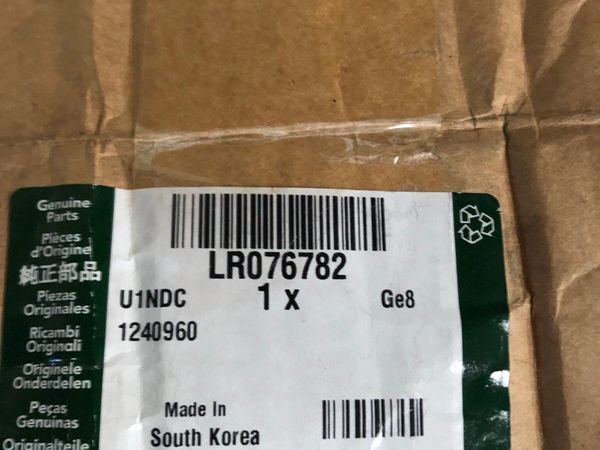 Genuine
Parts
Pièces
d'Origine
純正部品
Piezas
Originales
Ricambi
Originali
Originele
Onderdelen
Peças
Genuinas
Originalteile
LR076782
U1NDC 1 x Ge8
1240960
Made In
South Korea